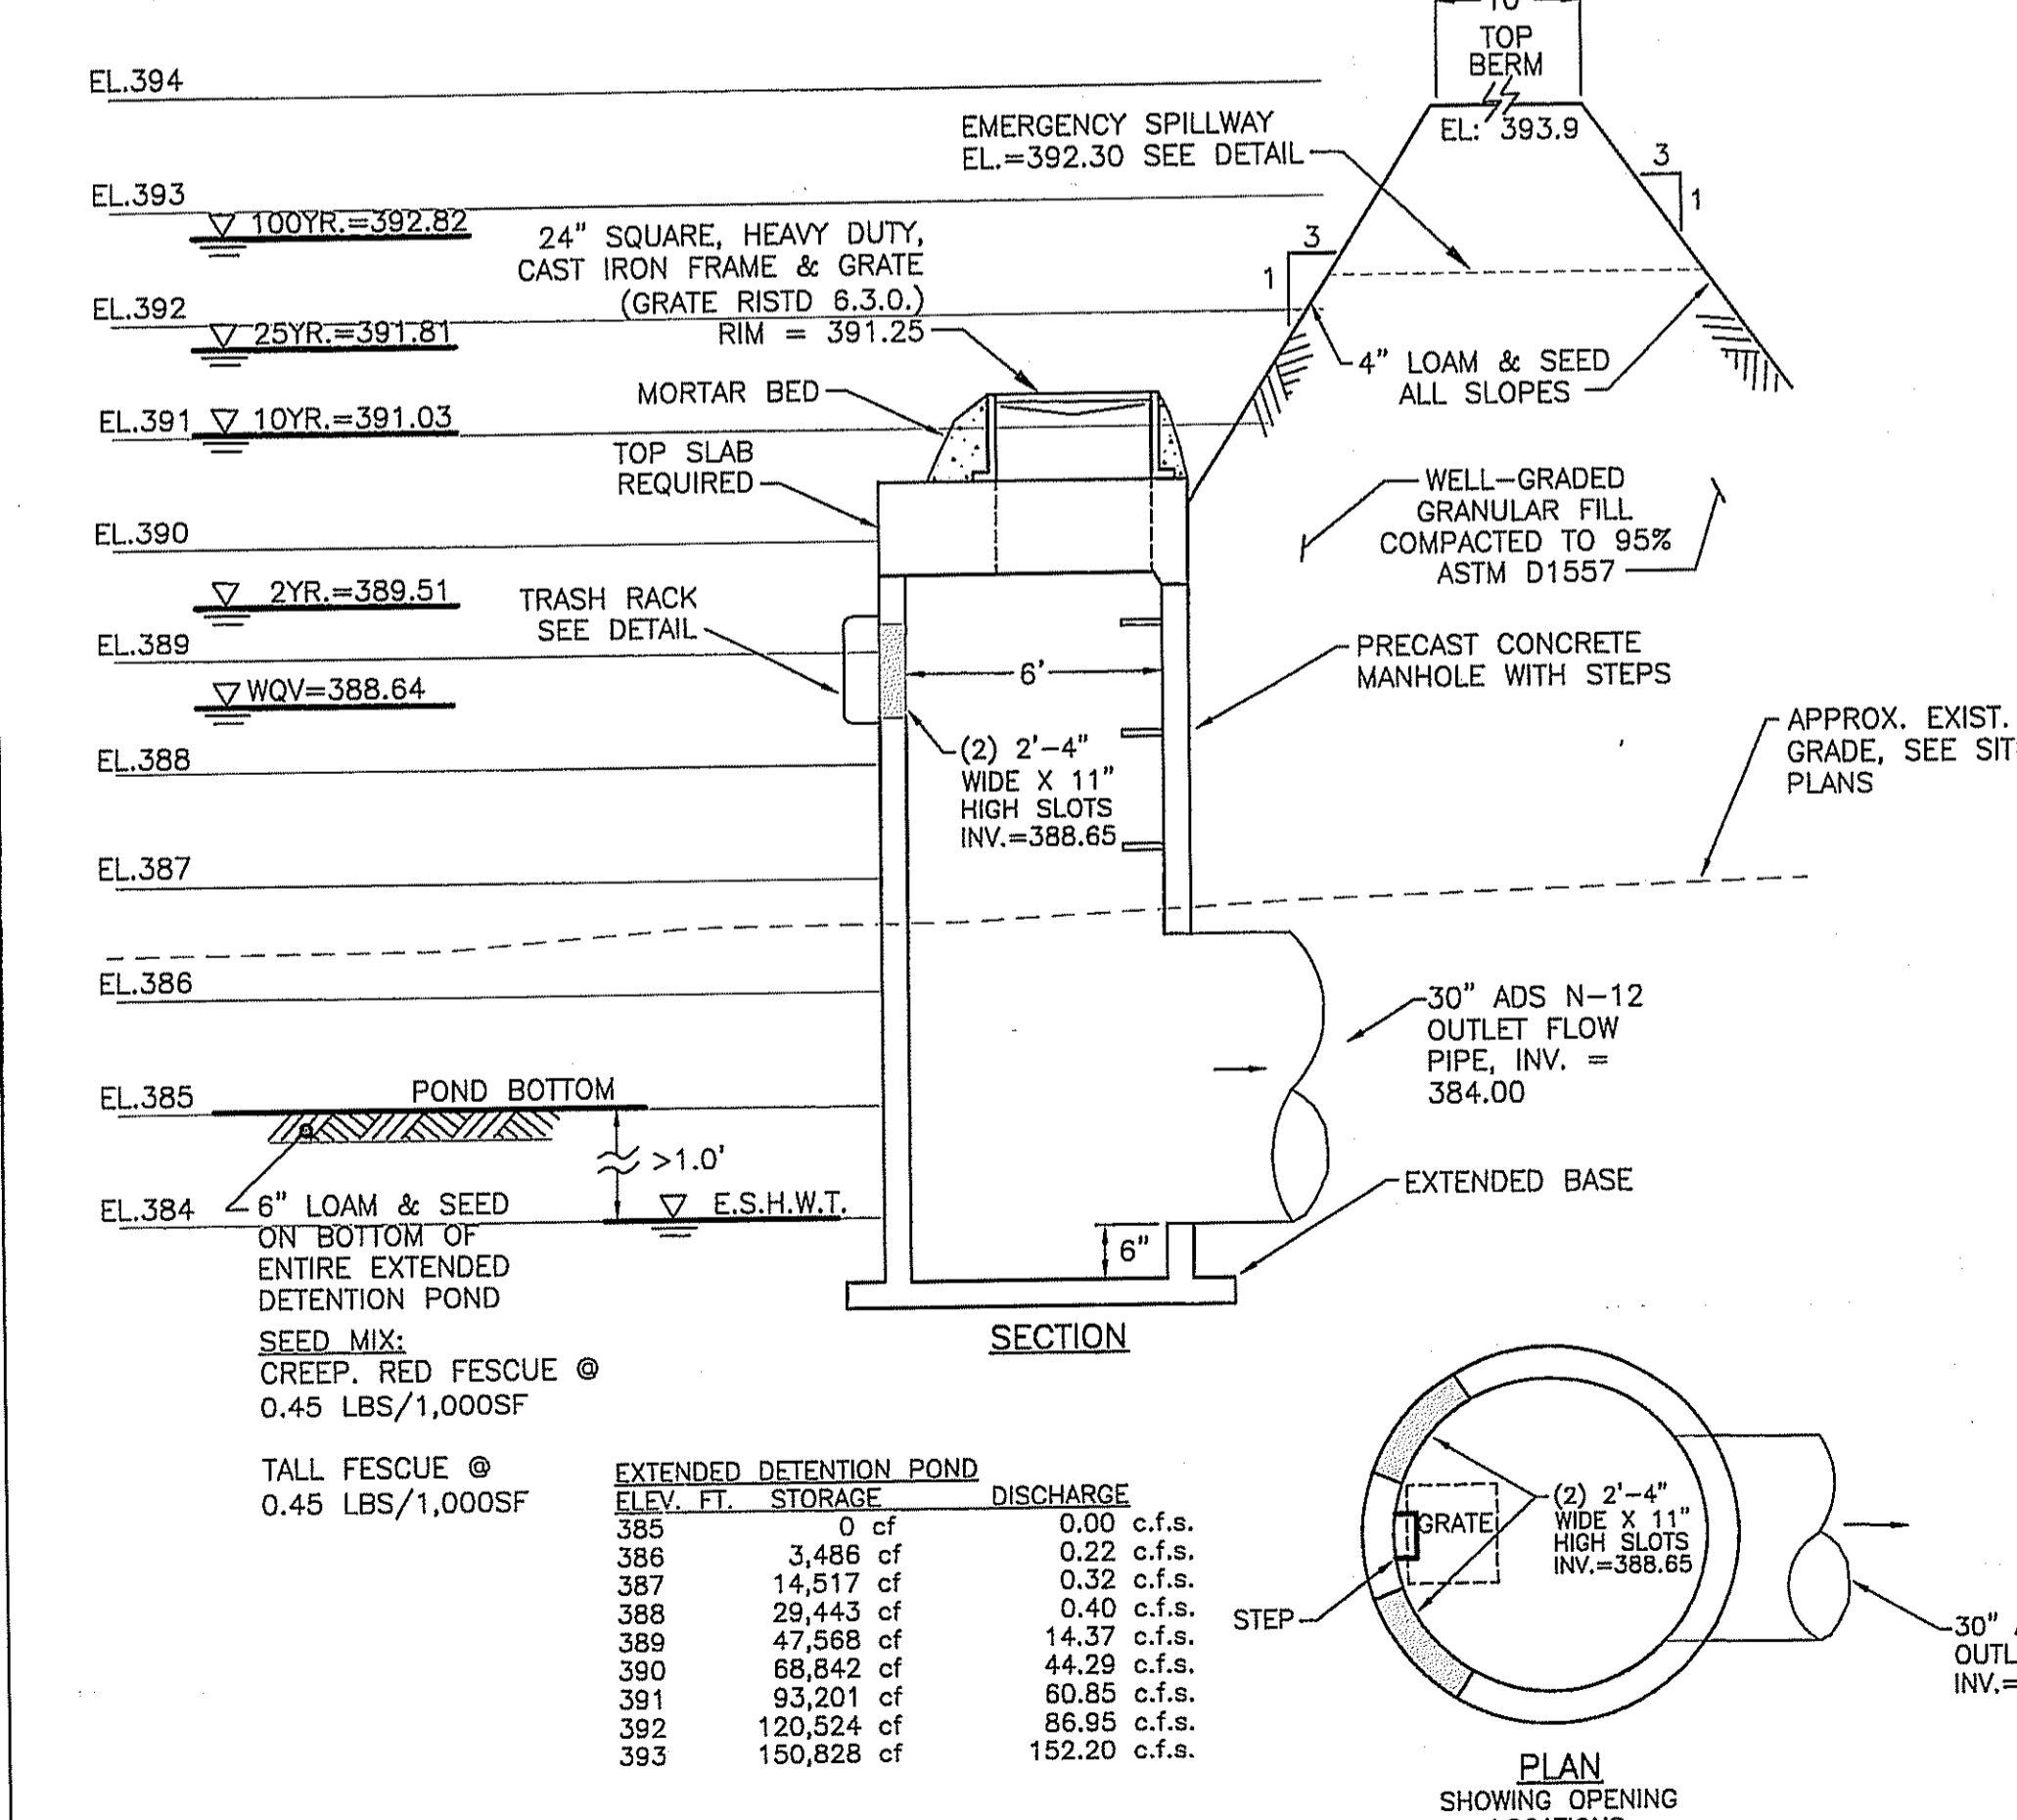 10'
TOP
BERM
EL: 393.9
EL.394
EMERGENCY SPILLWAY
EL.=392.30 SEE DETAIL
3
1
EL.393
100YR.=392.82
24" SQUARE, HEAVY DUTY,
CAST IRON FRAME & GRATE
(GRATE RISTD 6.3.0.)
RIM = 391.25
3
1
EL.392
25YR.=391.81
4" LOAM & SEED
ALL SLOPES
MORTAR BED
EL.391
10YR.=391.03
TOP SLAB
REQUIRED
WELL-GRADED
GRANULAR FILL
COMPACTED TO 95%
ASTM D1557
EL.390
2YR.=389.51
TRASH RACK
SEE DETAIL
EL.389
6'
PRECAST CONCRETE
MANHOLE WITH STEPS
WQV=388.64
APPROX. EXIST.
GRADE, SEE
PLANS
EL.388
(2) 2'-4"
WIDE X 11"
HIGH SLOTS
INV.=388.65
EL.387
EL.386
30" ADS N-12
OUTLET FLOW
PIPE, INV. =
384.00
EL.385
POND BOTTOM
>1.0'
EXTENDED BASE
EL.384
6" LOAM & SEED
ON BOTTOM OF
ENTIRE EXTENDED
DETENTION POND
E.S.H.W.T.
6"
SECTION
SEED MIX:
CREEP. RED FESCUE @
0.45 LBS/1,000SF
TALL FESCUE @
0.45 LBS/1,000SF
EXTENDED DETENTION POND
ELEV. FT. STORAGE DISCHARGE
385 0 cf 0.00 c.f.s.
386 3,486 cf 0.22 c.f.s.
387 14,517 cf 0.32 c.f.s.
388 29,443 cf 0.40 c.f.s.
389 47,568 cf 14.37 c.f.s.
390 68,842 cf 44.29 c.f.s.
391 93,201 cf 60.85 c.f.s.
392 120,524 cf 86.95 c.f.s.
393 150,828 cf 152.20 c.f.s.
GRATE
(2) 2'-4"
WIDE X 11"
HIGH SLOTS
INV.=388.65
STEP
30"
INV.=
PLAN
SHOWING OPENING